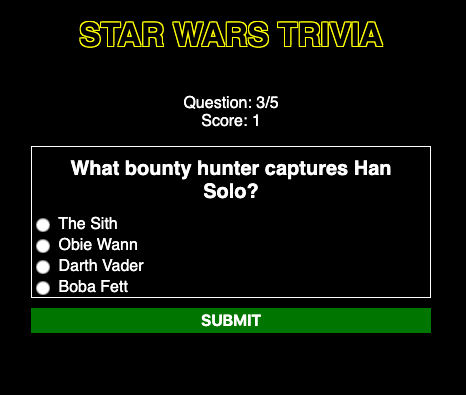 STAR WARS TRIVIA
Question: 3/5
Score: 1
What bounty hunter captures Han
Solo?
The Sith
Obie Wann
Darth Vader
Boba Fett
SUBMIT